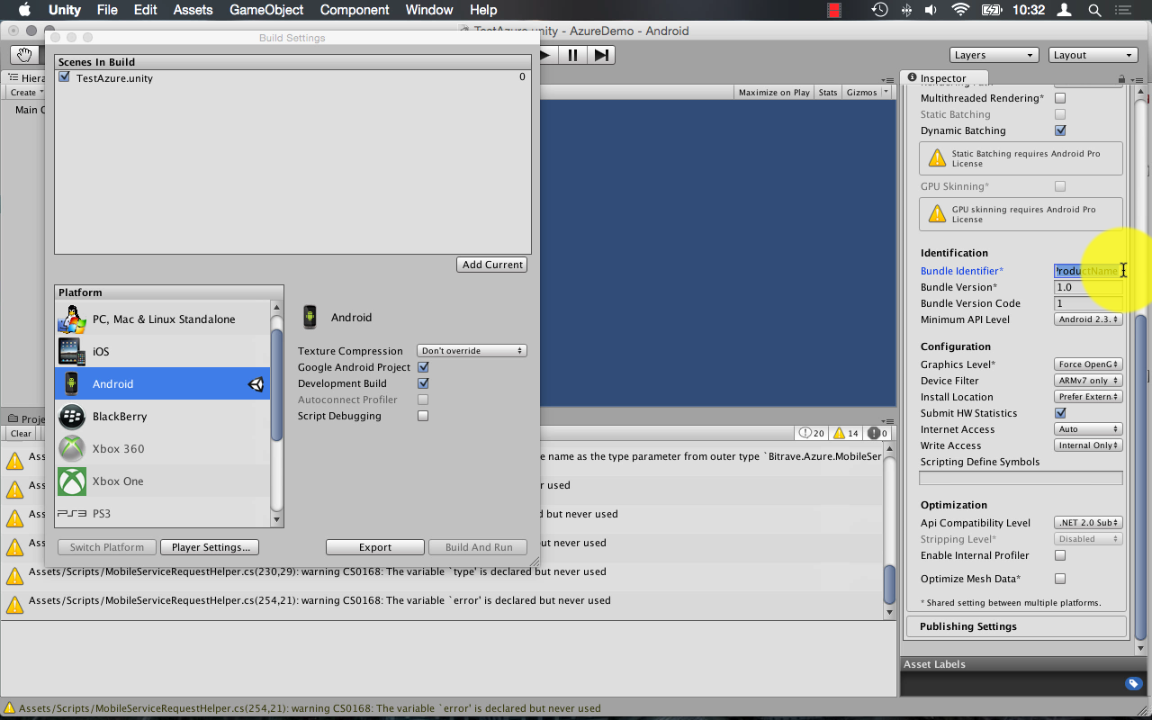 Unity File Edit Assets GameObject Component Window Help 10:32
TestAzure.unity - AzureDemo - Android
Build Settings
Layers Layout
Scenes In Build
TestAzure.unity 0
Add Current
Create
Main
Maximize on Play Stats Gizmos
Platform
PC, Mac & Linux Standalone
iOS
Android
BlackBerry
Xbox 360
Xbox One
PS3
Android
Texture Compression Don't override
Google Android Project
Development Build
Autoconnect Profiler
Script Debugging
Switch Platform Player Settings... Export Build And Run
Clear
20 14 0
e name as the type parameter from outer type `Bitrave.Azure.MobileSer
r used
d but never used
d but never used
Assets/Scripts/MobileServiceRequestHelper.cs(230,29): warning CS0168: The variable `type' is declared but never used
Assets/Scripts/MobileServiceRequestHelper.cs(254,21): warning CS0168: The variable `error' is declared but never used
Assets/Scripts/MobileServiceRequestHelper.cs(254,21): warning CS0168: The variable `error' is declared but never used
Inspector
Multithreaded Rendering*
Static Batching
Dynamic Batching
Static Batching requires Android Pro
License
GPU Skinning*
GPU skinning requires Android Pro
License
Identification
Bundle Identifier* roductName
Bundle Version* 1.0
Bundle Version Code 1
Minimum API Level Android 2.3.
Configuration
Graphics Level* Force OpenG
Device Filter ARMv7 only
Install Location Prefer Extern
Submit HW Statistics
Internet Access Auto
Write Access Internal Only
Scripting Define Symbols
Optimization
Api Compatibility Level .NET 2.0 Sub
Stripping Level* Disabled
Enable Internal Profiler
Optimize Mesh Data*
* Shared setting between multiple platforms.
Publishing Settings
Asset Labels